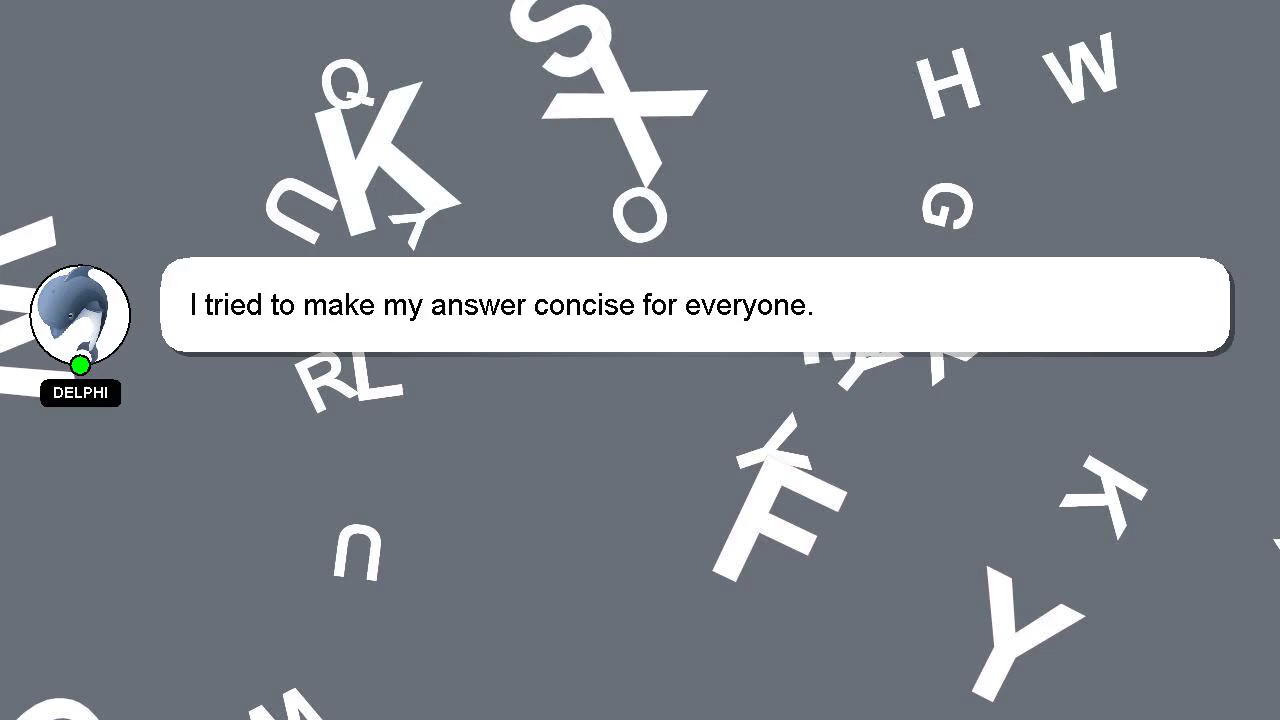 S
Q
H
W
K
X
U
Y
O
G
I tried to make my answer concise for everyone.
DELPHI
R
L
Y
K
F
K
U
Y
M